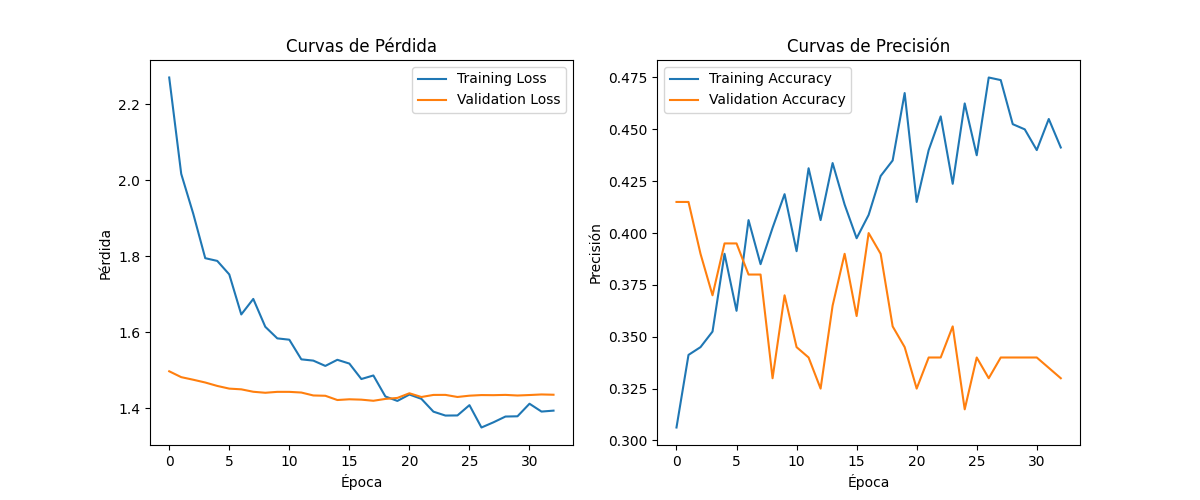 Curvas de Pérdida
Training Loss
Validation Loss
2.2
2.0
1.8
1.6
1.4
Pérdida
0
5
10
15
20
25
30
Época
Curvas de Precisión
Training Accuracy
Validation Accuracy
0.475
0.450
0.425
0.400
0.375
0.350
0.325
0.300
Precisión
0
5
10
15
20
25
30
Época